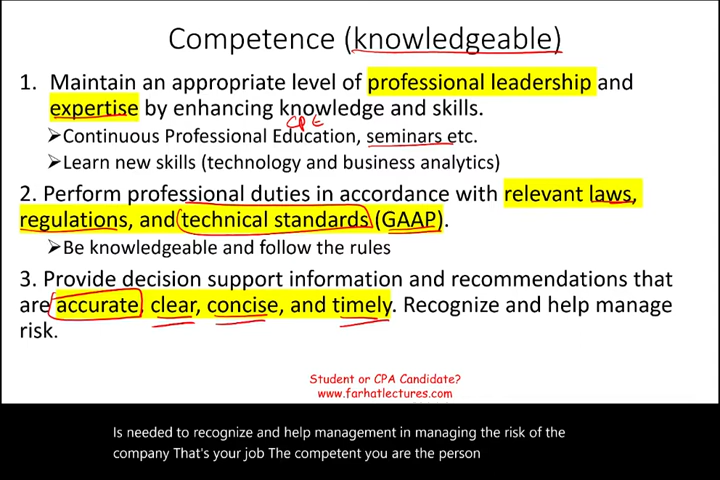 Competence (knowledgeable)
1. Maintain an appropriate level of professional leadership and
expertise by enhancing knowledge and skills.
CPE
➢Continuous Professional Education, seminars etc.
➢Learn new skills (technology and business analytics)
2. Perform professional duties in accordance with relevant laws,
regulations, and technical standards (GAAP).
➢Be knowledgeable and follow the rules
3. Provide decision support information and recommendations that
are accurate, clear, concise, and timely. Recognize and help manage
risk.
Student or CPA Candidate?
www.farhatlectures.com
Is needed to recognize and help management in managing the risk of the
company That's your job The competent you are the person